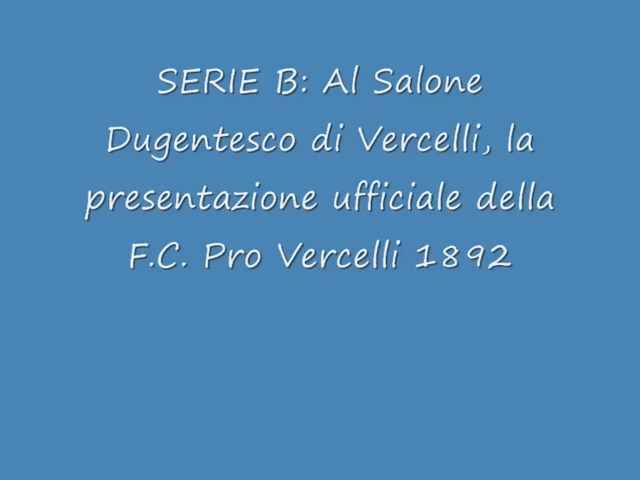 SERIE B: Al Salone
Dugentesco di Vercelli, la
presentazione ufficiale della
F.C. Pro Vercelli 1892